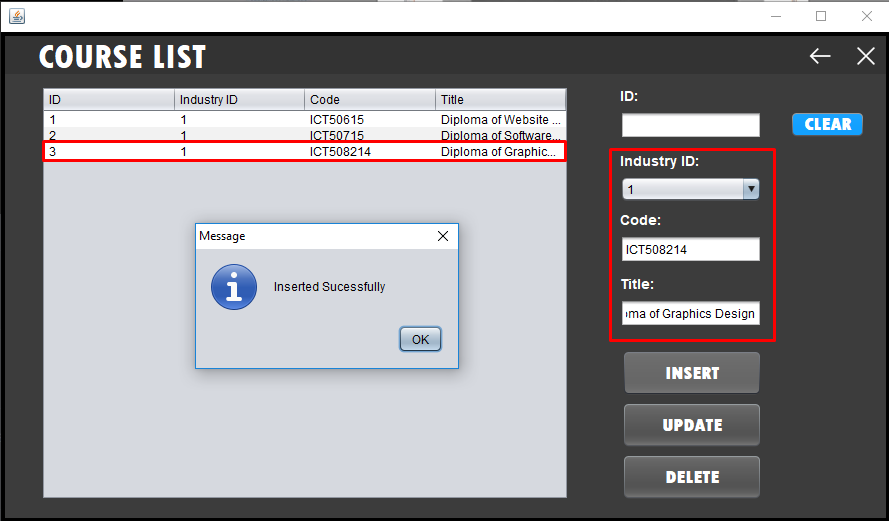 COURSE LIST
ID Industry ID Code Title
1 1 ICT50615 Diploma of Website ...
2 1 ICT50715 Diploma of Software...
3 1 ICT508214 Diploma of Graphic...
ID:
CLEAR
Industry ID:
1
Code:
ICT508214
Title:
ma of Graphics Design
Message
Inserted Sucessfully
OK
INSERT
UPDATE
DELETE